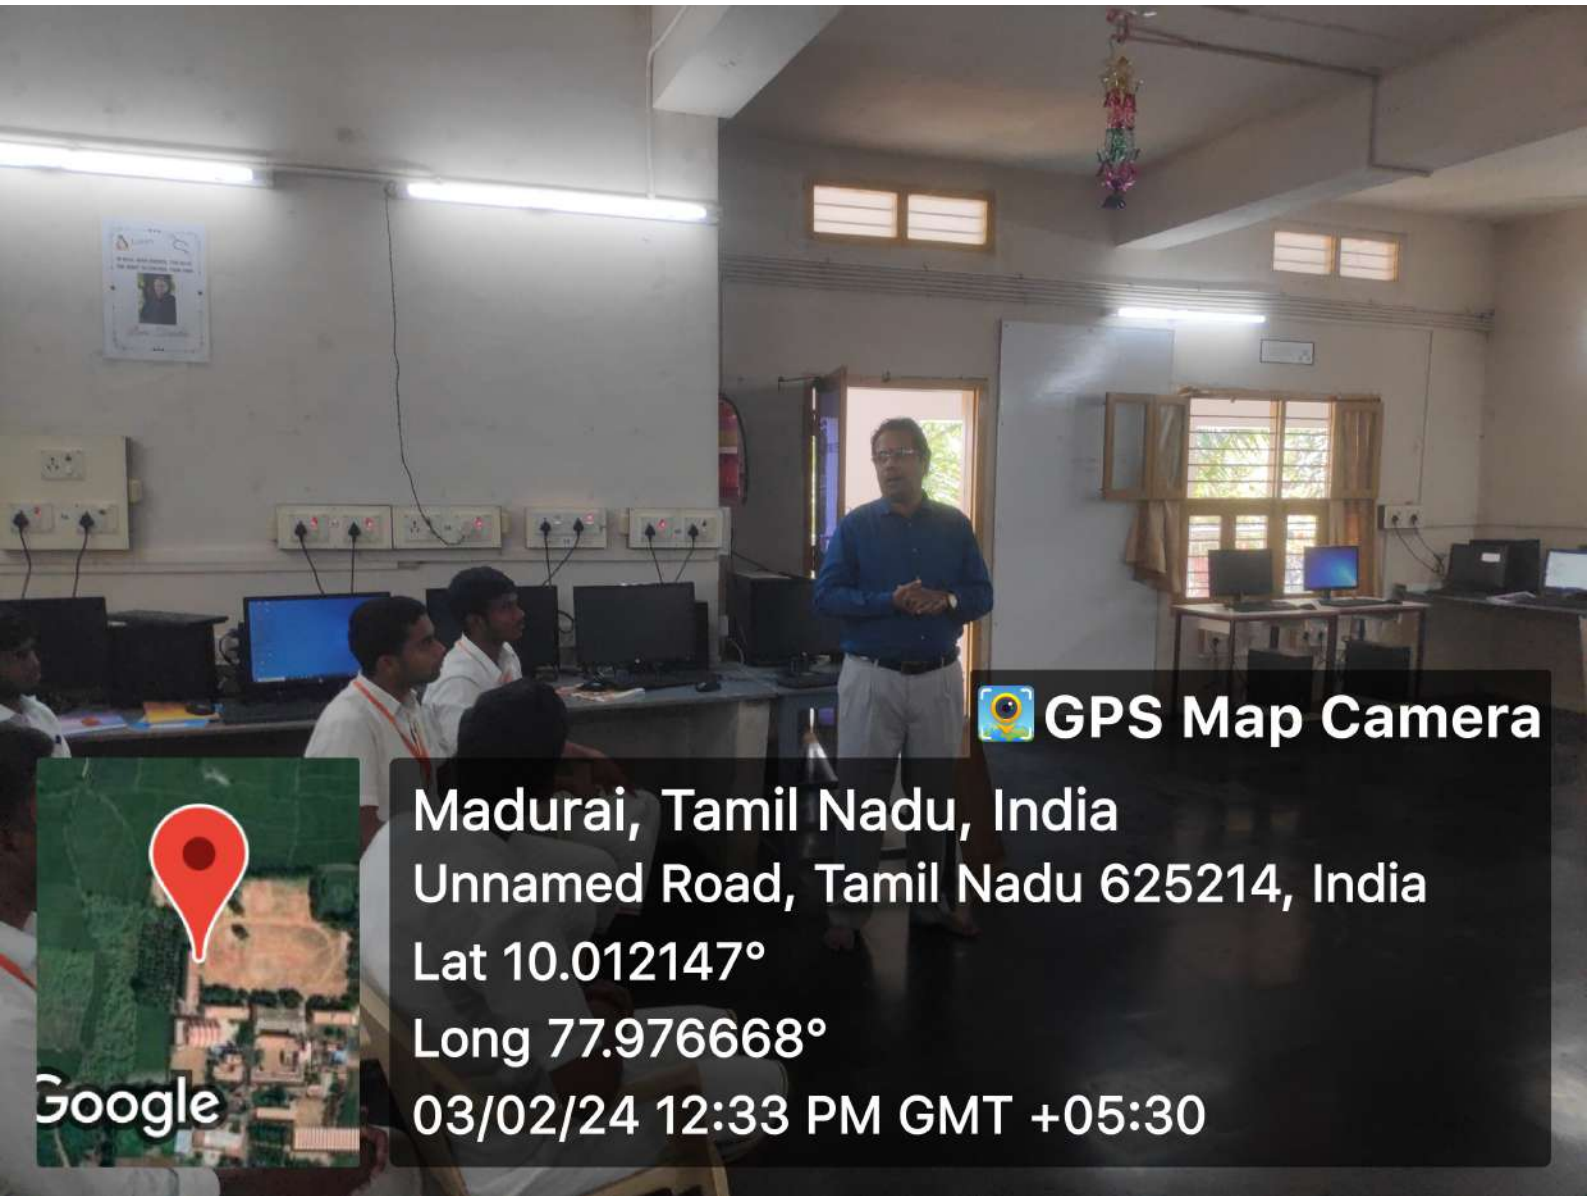 GPS Map Camera
Madurai, Tamil Nadu, India
Unnamed Road, Tamil Nadu 625214, India
Lat 10.012147°
Long 77.976668°
03/02/24 12:33 PM GMT +05:30
Google